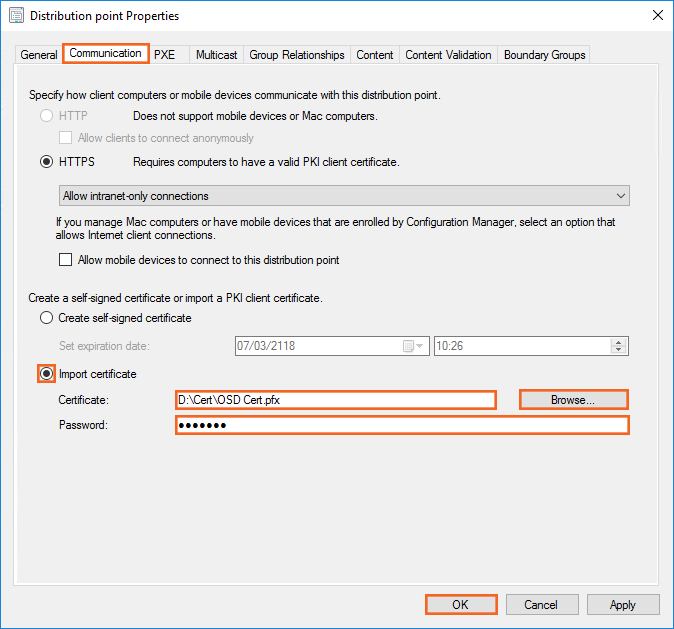 Distribution point Properties
General Communication PXE Multicast Group Relationships Content Content Validation Boundary Groups
Specify how client computers or mobile devices communicate with this distribution point.
HTTP Does not support mobile devices or Mac computers.
Allow clients to connect anonymously
HTTPS Requires computers to have a valid PKI client certificate.
Allow intranet-only connections
If you manage Mac computers or have mobile devices that are enrolled by Configuration Manager, select an option that
allows Internet client connections.
Allow mobile devices to connect to this distribution point
Create a self-signed certificate or import a PKI client certificate.
Create self-signed certificate
Set expiration date: 07/03/2118 10:26
Import certificate
Certificate: D:\Cert\OSD Cert.pfx Browse...
Password: ●●●●●●●
OK Cancel Apply